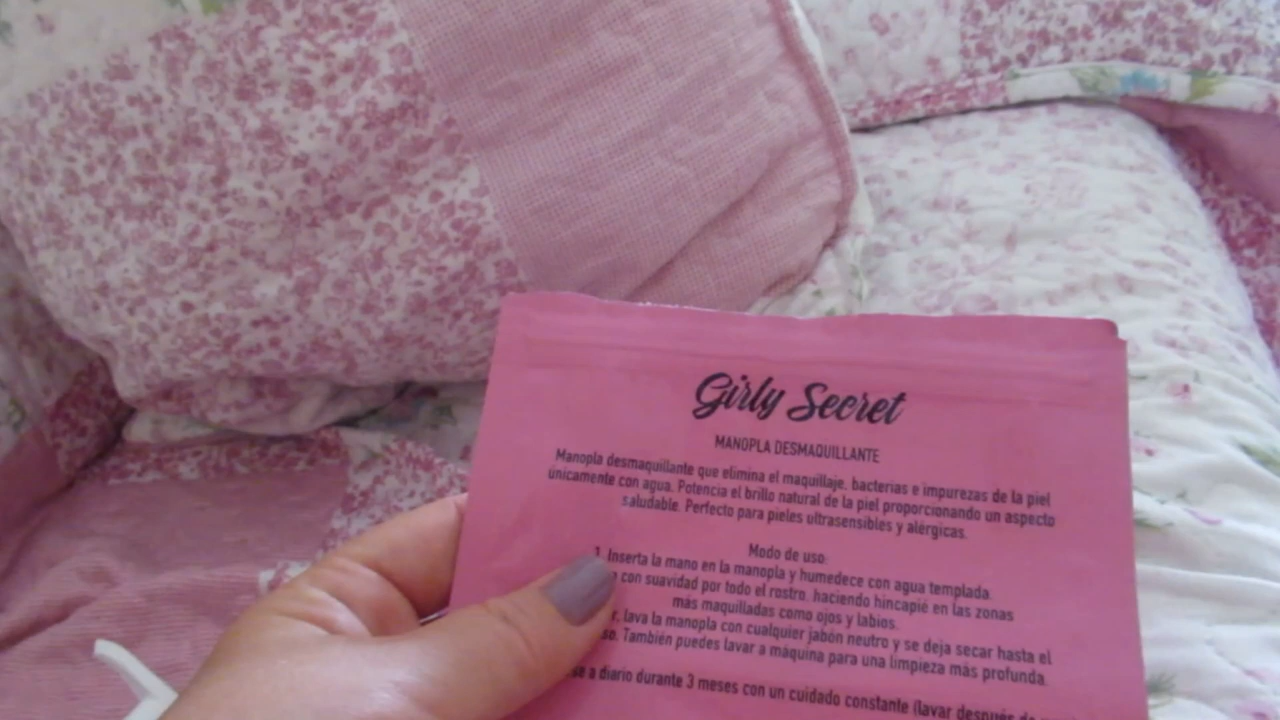 Girly Secret
MANOPLA DESMAQUILLANTE
Manopla desmaquillante que elimina el maquillaje, bacterias e impurezas de la piel
únicamente con agua. Potencia el brillo natural de la piel proporcionando un aspecto
saludable. Perfecto para pieles ultrasensibles y alérgicas.
Modo de uso:
1. Inserta la mano en la manopla y humedece con agua templada.
con suavidad por todo el rostro, haciendo hincapié en las zonas
más maquilladas como ojos y labios.
lava la manopla con cualquier jabón neutro y se deja secar hasta el
También puedes lavar a máquina para una limpieza más profunda.
a diario durante 3 meses con un cuidado constante (lavar después de